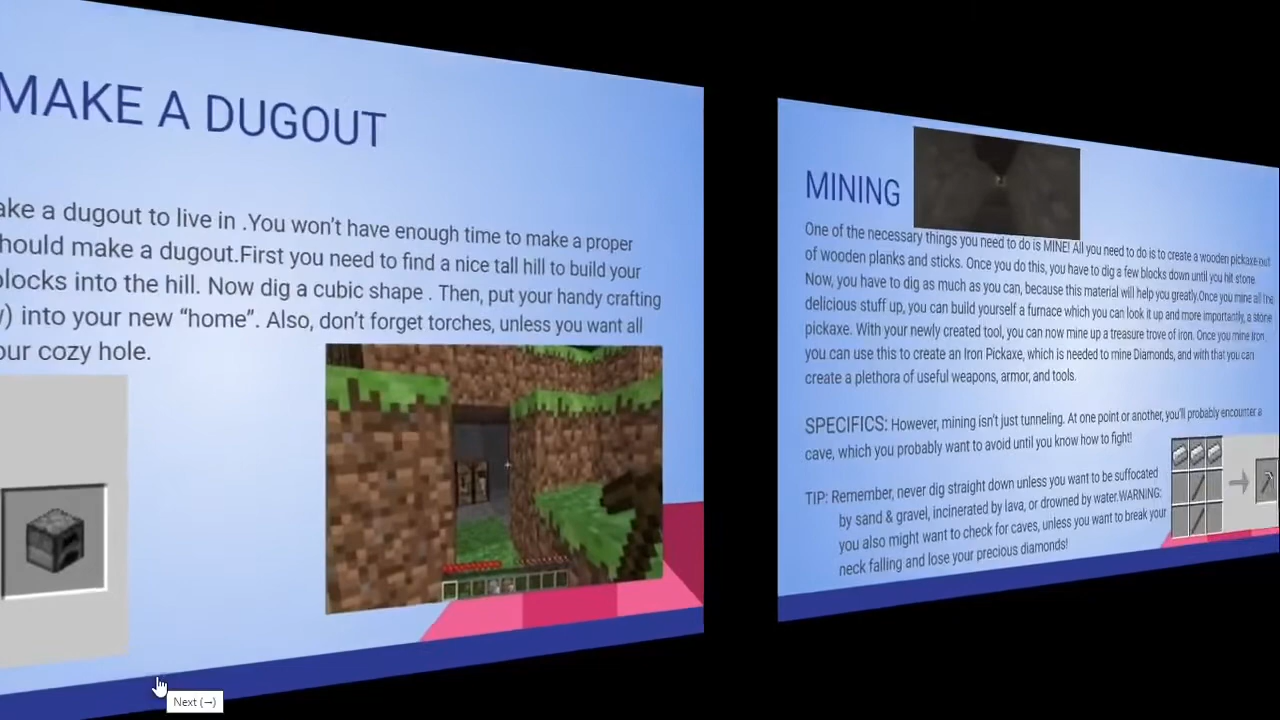 MAKE A DUGOUT
ake a dugout to live in .You won't have enough time to make a proper
hould make a dugout.First you need to find a nice tall hill to build your
blocks into the hill. Now dig a cubic shape . Then, put your handy crafting
) into your new “home”. Also, don't forget torches, unless you want all
our cozy hole.
MINING
One of the necessary things you need to do is MINE! All you need to do is to create a wooden pickaxe out
of wooden planks and sticks. Once you do this, you have to dig a few blocks down until you hit stone.
Now, you have to dig as much as you can, because this material will help you greatly.Once you mine all the
delicious stuff up, you can build yourself a furnace which you can look it up and more importantly, a stone
pickaxe. With your newly created tool, you can now mine up a treasure trove of iron. Once you mine Iron,
you can use this to create an Iron Pickaxe, which is needed to mine Diamonds, and with that you can
create a plethora of useful weapons, armor, and tools.
SPECIFICS: However, mining isn't just tunneling. At one point or another, you'll probably encounter a
cave, which you probably want to avoid until you know how to fight!
TIP: Remember, never dig straight down unless you want to be suffocated
by sand & gravel, incinerated by lava, or drowned by water.WARNING:
you also might want to check for caves, unless you want to break your
neck falling and lose your precious diamonds!
Next (→)